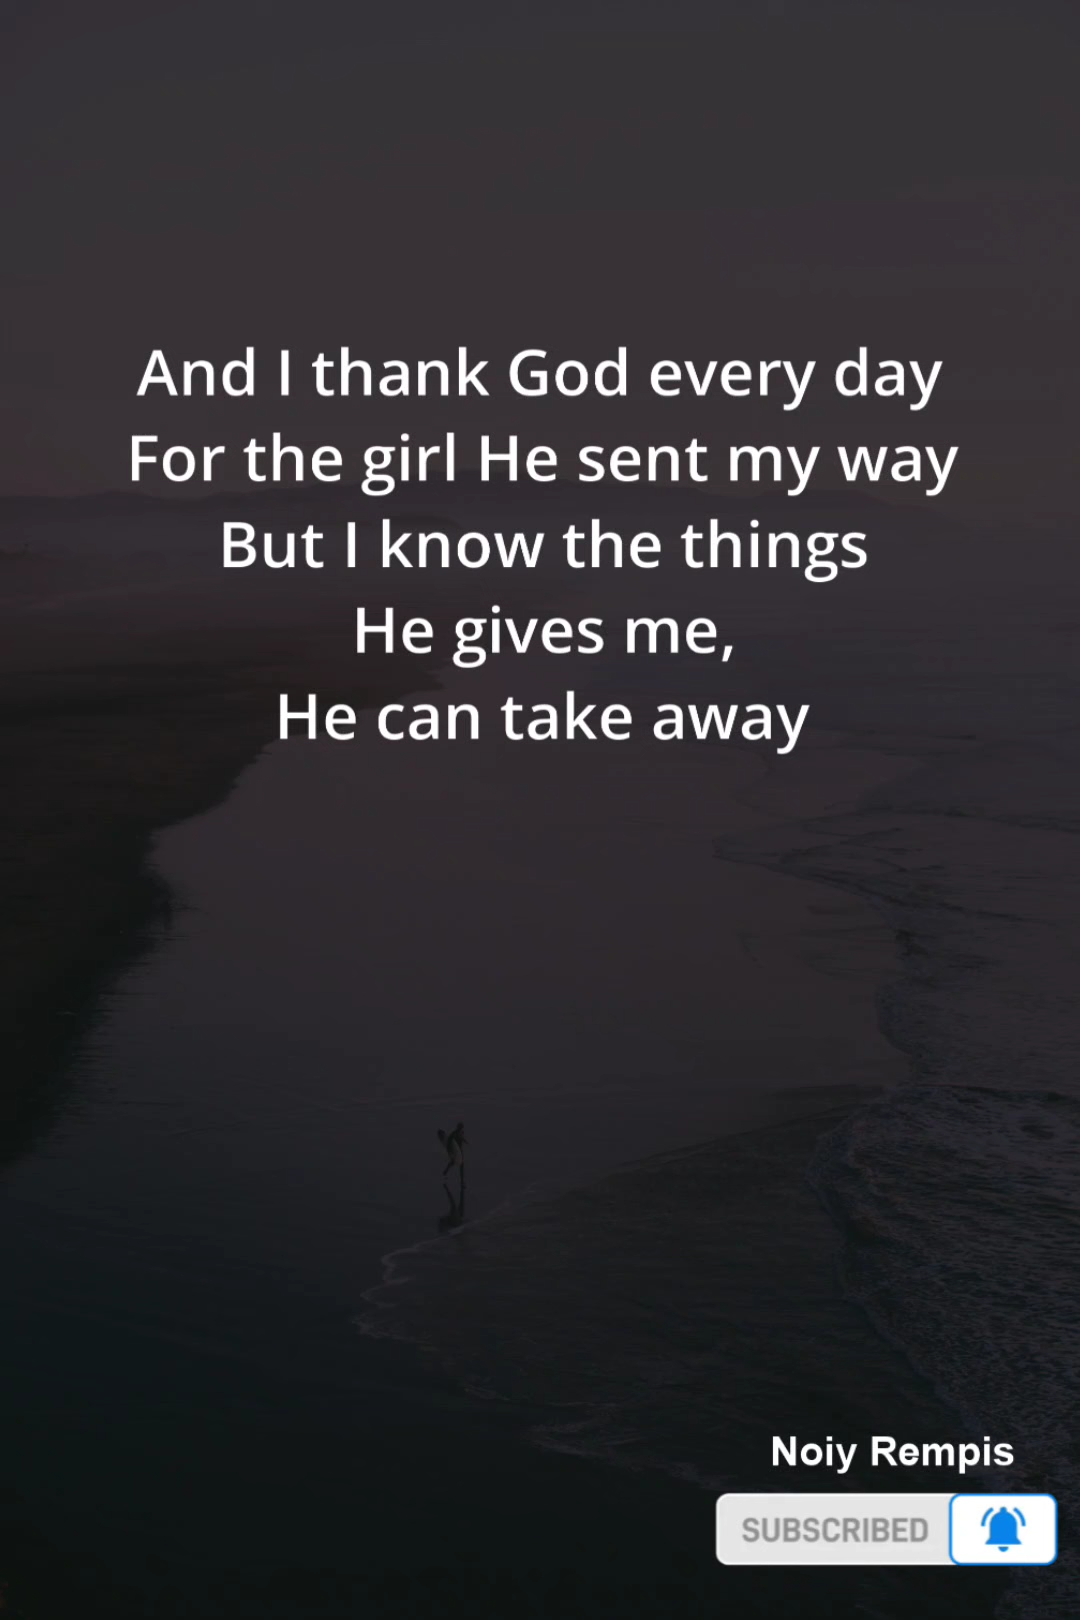 And I thank God every day
For the girl He sent my way
But I know the things
He gives me,
He can take away
Noiy Rempis
SUBSCRIBED